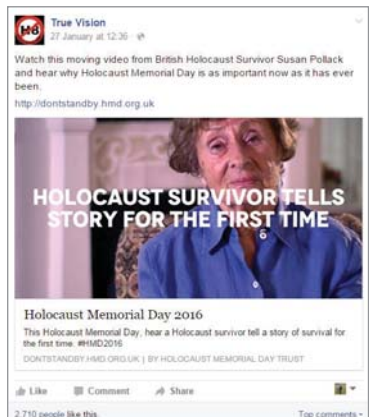 H8
True Vision
27 January at 12:36
Watch this moving video from British Holocaust Survivor Susan Pollack
and hear why Holocaust Memorial Day is as important now as it has ever
been.
http://dontstandby.hmd.org.uk
HOLOCAUST SURVIVOR TELLS
STORY FOR THE FIRST TIME
Holocaust Memorial Day 2016
This Holocaust Memorial Day, hear a Holocaust survivor tell a story of survival for
the first time. #HMD2016
DONTSTANDBY.HMD.ORG.UK | BY HOLOCAUST MEMORIAL DAY TRUST
Like Comment Share
2,710 people like this. Top comments